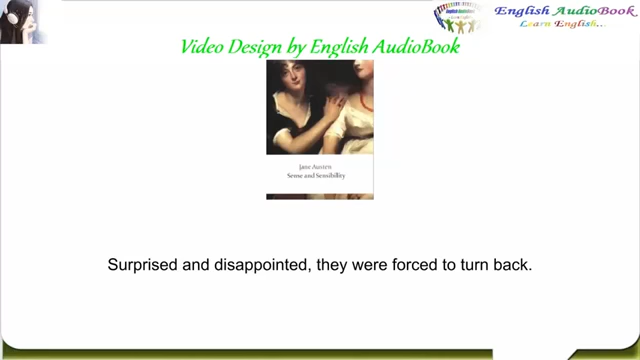 English AudioBook
Learn English...
Video Design by English AudioBook
Jane Austen
Sense and Sensibility
Surprised and disappointed, they were forced to turn back.